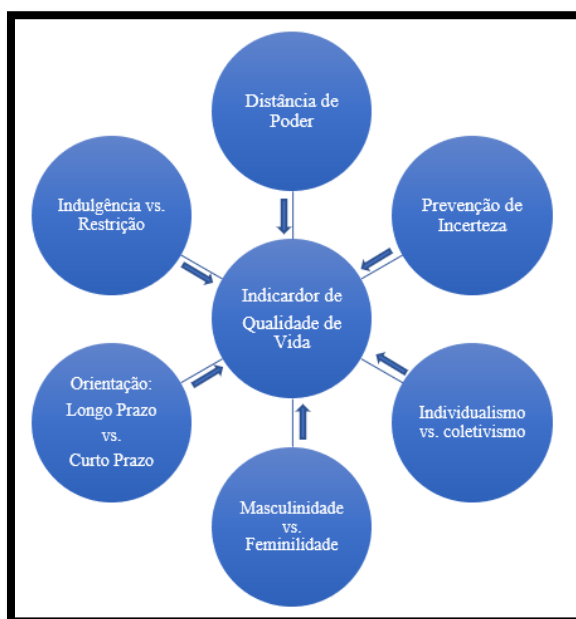 Distância de
Poder
Indulgência vs.
Restrição
Prevenção de
Incerteza
Indicardor de
Qualidade de
Vida
Orientação:
Longo Prazo
vs.
Curto Prazo
Individualismo
vs. coletivismo
Masculinidade
vs.
Feminilidade